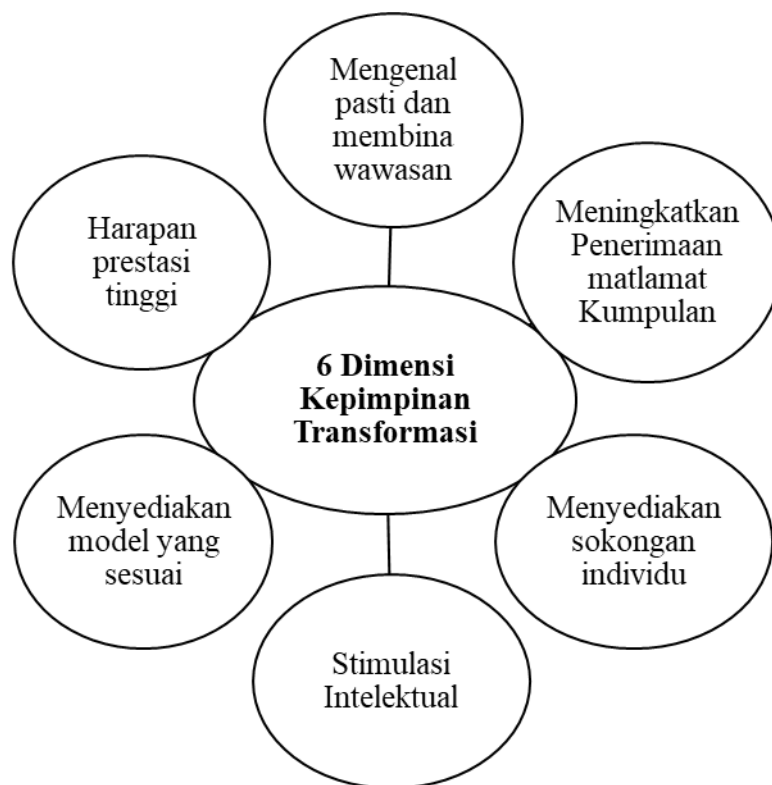 Mengenal
pasti dan
membina
wawasan
Meningkatkan
Penerimaan
matlamat
Kumpulan
Harapan
prestasi
tinggi
6 Dimensi
Kepimpinan
Transformasi
Menyediakan
model yang
sesuai
Menyediakan
sokongan
individu
Stimulasi
Intelektual